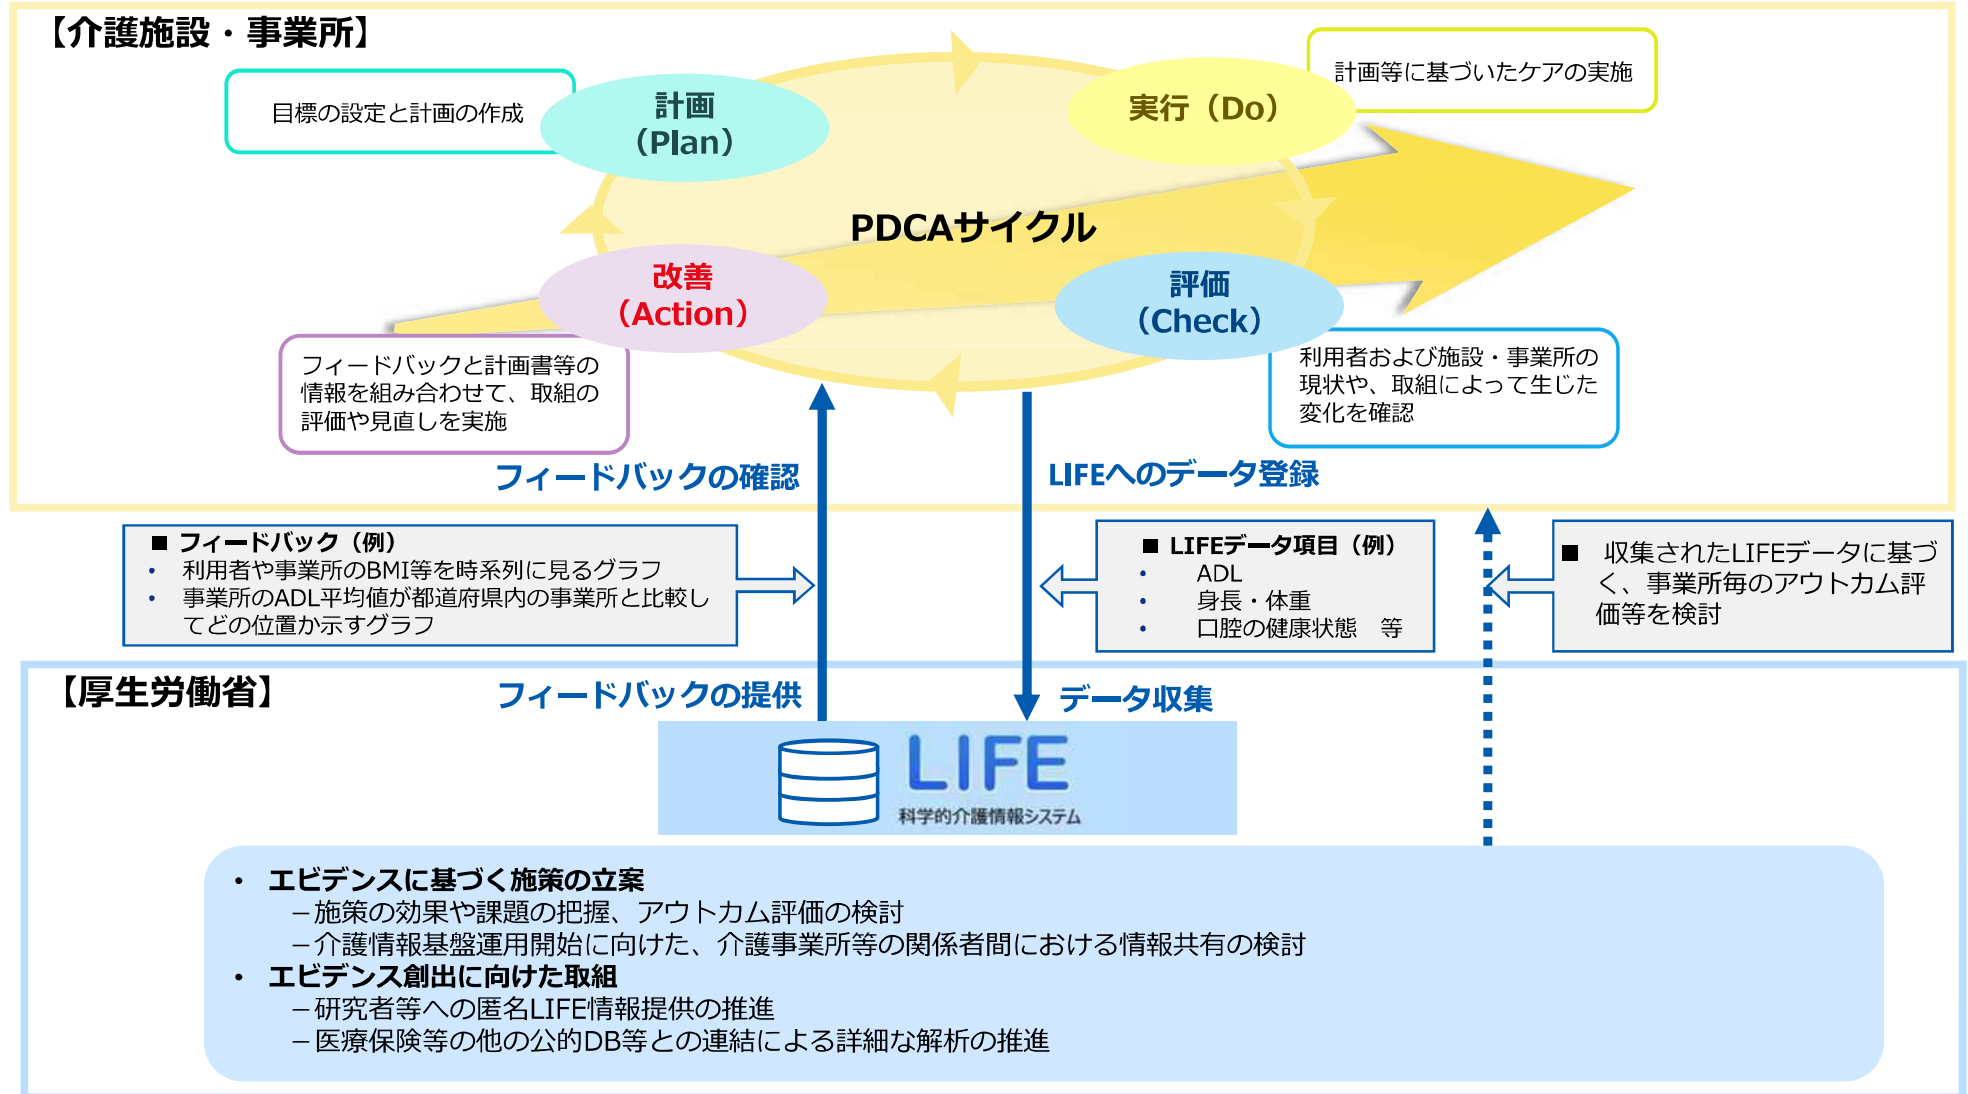 【介護施設・事業所】
目標の設定と計画の作成
計画
（Plan）
実行（Do）
計画等に基づいたケアの実施
PDCAサイクル
改善
（Action）
評価
（Check）
フィードバックと計画書等の
情報を組み合わせて、取組の
評価や見直しを実施
利用者および施設・事業所の
現状や、取組によって生じた
変化を確認
フィードバックの確認
LIFEへのデータ登録
■ フィードバック（例）
• 利用者や事業所のBMI等を時系列に見るグラフ
• 事業所のADL平均値が都道府県内の事業所と比較し
てどの位置か示すグラフ
■ LIFEデータ項目（例）
• ADL
• 身長・体重
• 口腔の健康状態　等
■ 収集されたLIFEデータに基づ
く、事業所毎のアウトカム評
価等を検討
【厚生労働省】
フィードバックの提供
データ収集
LIFE
科学的介護情報システム
• エビデンスに基づく施策の立案
－施策の効果や課題の把握、アウトカム評価の検討
－介護情報基盤運用開始に向けた、介護事業所等の関係者間における情報共有の検討
• エビデンス創出に向けた取組
－研究者等への匿名LIFE情報提供の推進
－医療保険等の他の公的DB等との連結による詳細な解析の推進